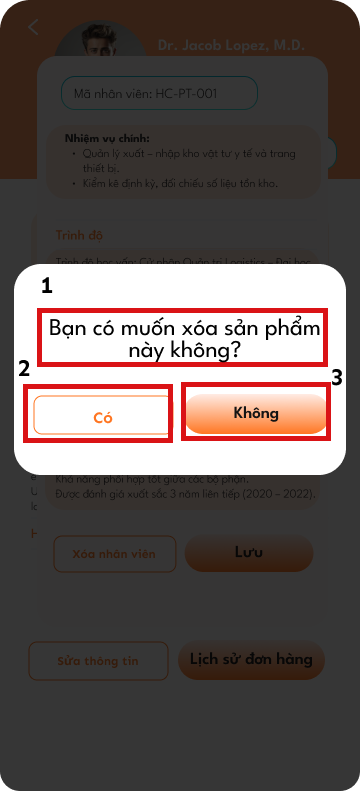 Dr. Jacob Lopez, M.D.
Mã nhân viên: HC-PT-001
Nhiệm vụ chính:
• Quản lý xuất – nhập kho vật tư y tế và trang
thiết bị.
• Kiểm kê định kỳ, đối chiếu số liệu tồn kho.
Trình độ
Trình độ học vấn: Cử nhân Quản trị Logistics – Đại học
1
Bạn có muốn xóa sản phẩm
này không?
2
3
Có
Không
Khả năng phối hợp tốt giữa các bộ phận.
Được đánh giá xuất sắc 3 năm liên tiếp (2020 – 2022).
Xóa nhân viên
Lưu
Sửa thông tin
Lịch sử đơn hàng